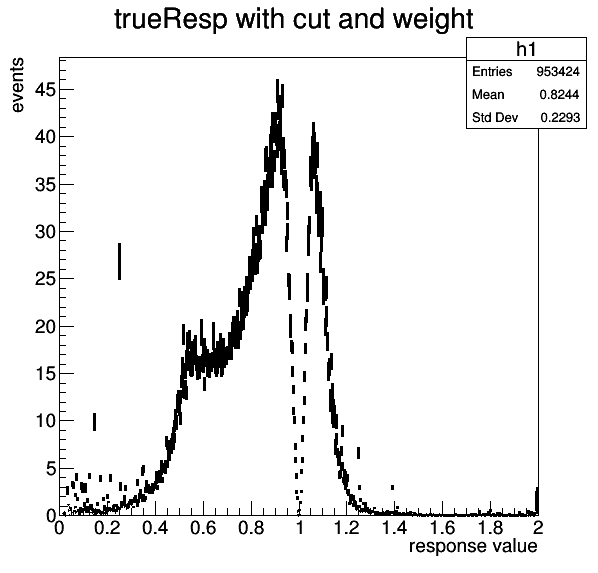 trueResp with cut and weight
h1
Entries 953424
Mean 0.8244
Std Dev 0.2293
events
45
40
35
30
25
20
15
10
5
0
0 0.2 0.4 0.6 0.8 1 1.2 1.4 1.6 1.8 2
response value